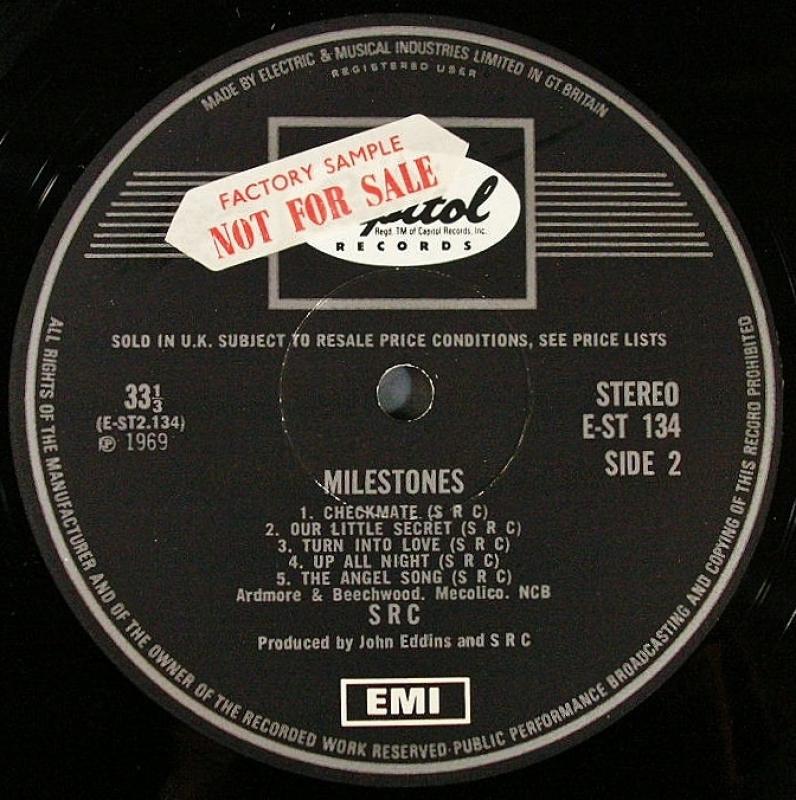 MADE BY ELECTRIC & MUSICAL INDUSTRIES LIMITED IN GT. BRITAIN
REGISTERED USER
FACTORY SAMPLE
NOT FOR SALE
Regd. TM of Capitol Records, Inc.
RECORDS
SOLD IN U.K. SUBJECT TO RESALE PRICE CONDITIONS, SEE PRICE LISTS
33⅓
(E-ST2.134)
Ⓟ 1969
STEREO
E-ST 134
SIDE 2
MILESTONES
1. CHECKMATE (S R C)
2. OUR LITTLE SECRET (S R C)
3. TURN INTO LOVE (S R C)
4. UP ALL NIGHT (S R C)
5. THE ANGEL SONG (S R C)
Ardmore & Beechwood. Mecolico. NCB
S R C
Produced by John Eddins and S R C
EMI
ALL RIGHTS OF THE MANUFACTURER AND OF THE OWNER OF THE RECORDED WORK RESERVED·PUBLIC PERFORMANCE BROADCASTING AND COPYING OF THIS RECORD PROHIBITED